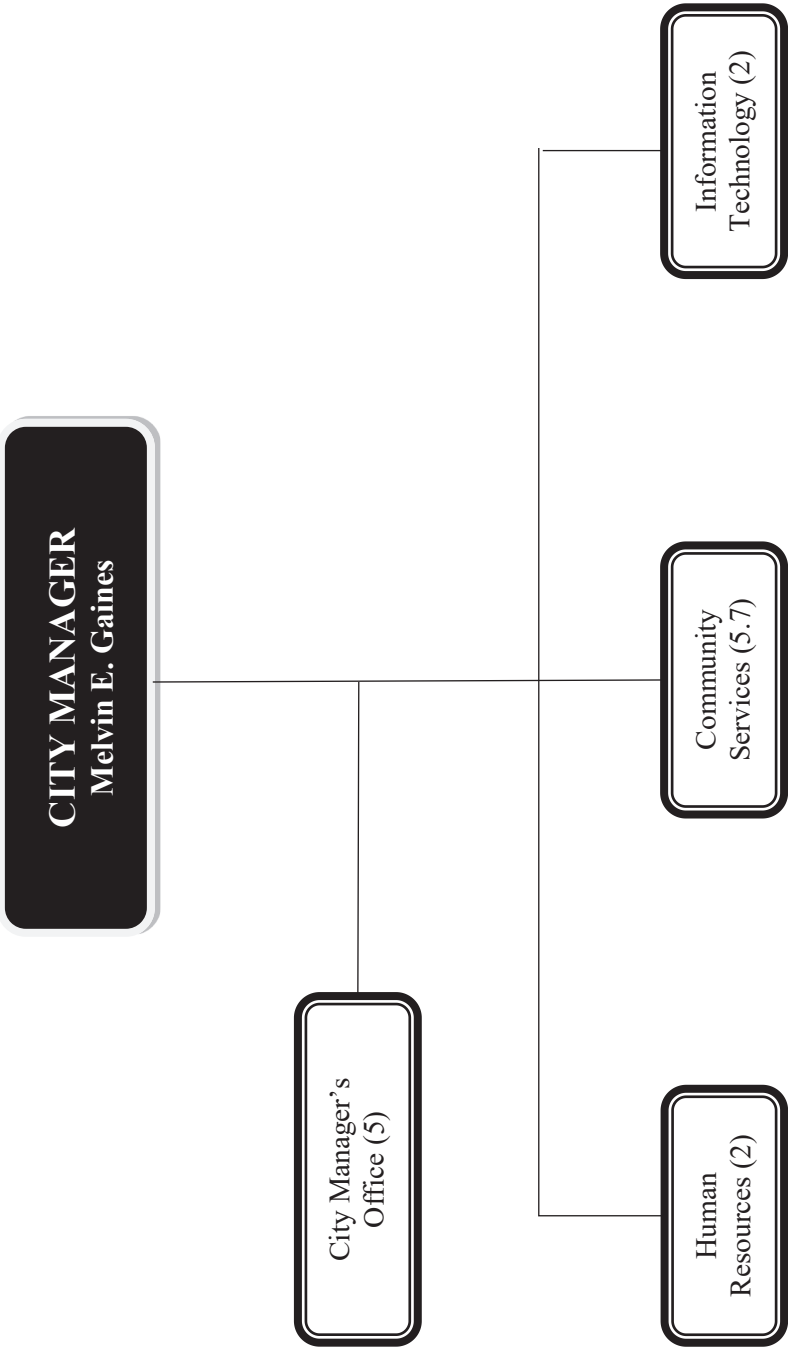 CITY MANAGER
Melvin E. Gaines
City Manager's
Office (5)
Human
Resources (2)
Community
Services (5.7)
Information
Technology (2)